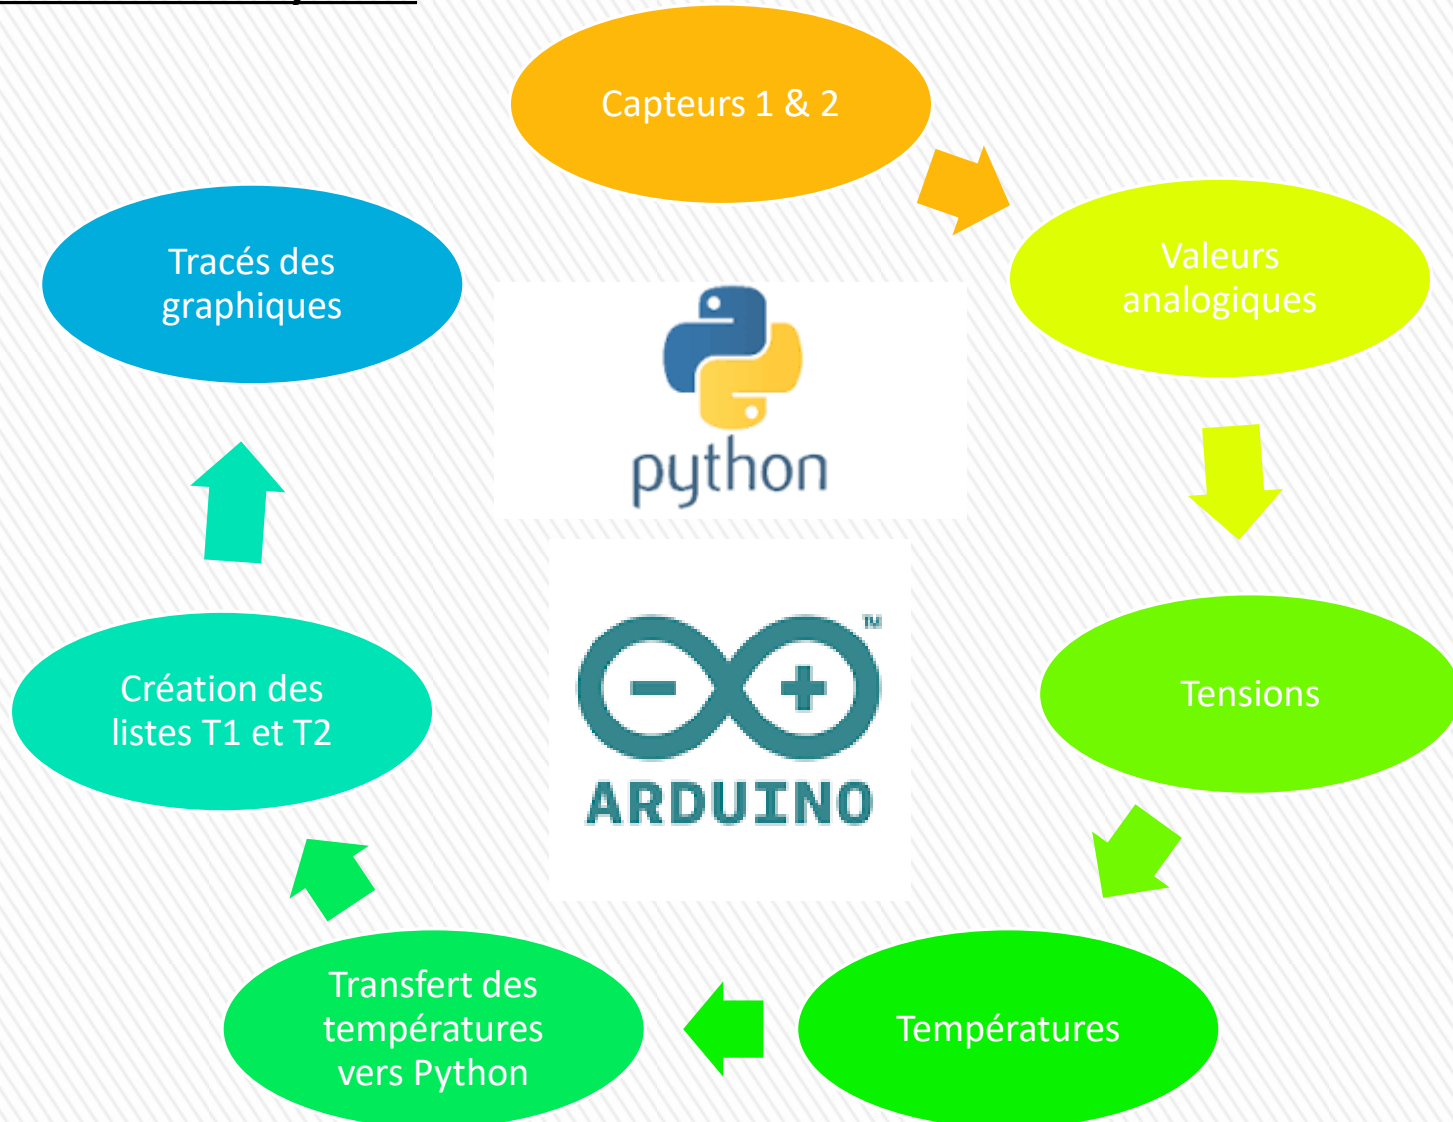 Capteurs 1 & 2
Valeurs
analogiques
Tensions
Températures
Transfert des
températures
vers Python
Création des
listes T1 et T2
Tracés des
graphiques
python
TM
ARDUINO